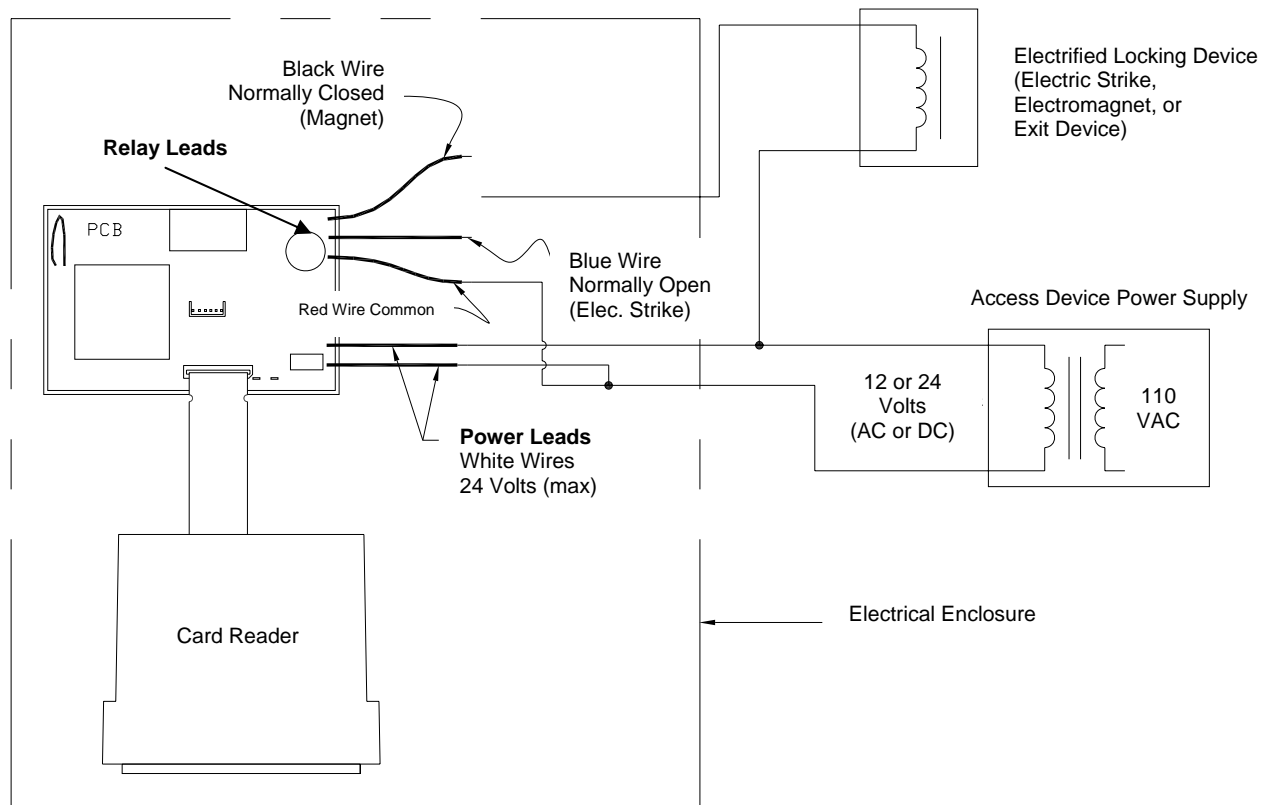 Black Wire
Normally Closed
(Magnet)
Relay Leads
PCB
Electrified Locking Device
(Electric Strike,
Electromagnet, or
Exit Device)
Blue Wire
Normally Open
(Elec. Strike)
Red Wire Common
Access Device Power Supply
12 or 24
Volts
(AC or DC)
110
VAC
Power Leads
White Wires
24 Volts (max)
Electrical Enclosure
Card Reader